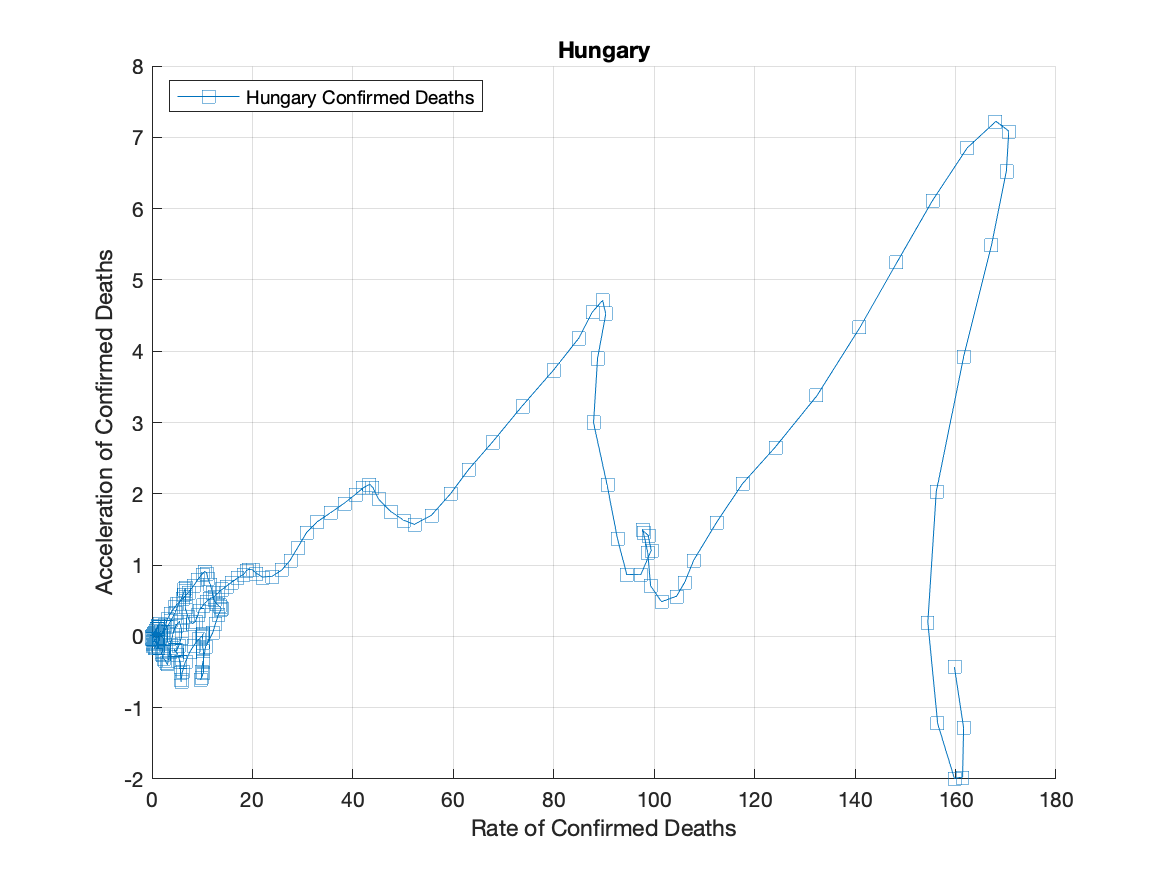 Hungary
Hungary Confirmed Deaths
8
7
6
5
4
3
2
1
0
-1
-2
Acceleration of Confirmed Deaths
0 20 40 60 80 100 120 140 160 180
Rate of Confirmed Deaths